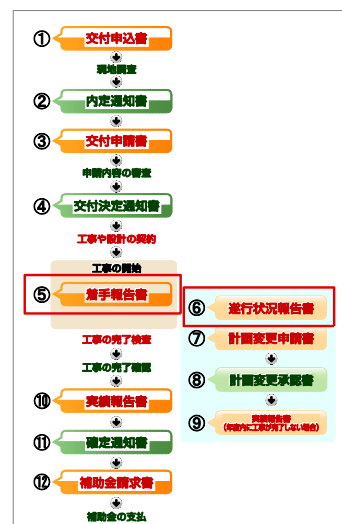 ① 交付申込書
現地調査
② 内定通知書
③ 交付申請書
申請内容の審査
④ 交付決定通知書
工事や設計の契約
工事の開始
⑤ 着手報告書
⑥ 遂行状況報告書
⑦ 計画変更申請書
⑧ 計画変更承認書
⑨ 実績報告書
(年度内に工事が完了しない場合)
工事の完了検査
工事の完了確認
⑩ 実績報告書
⑪ 確定通知書
⑫ 補助金請求書
補助金の支払